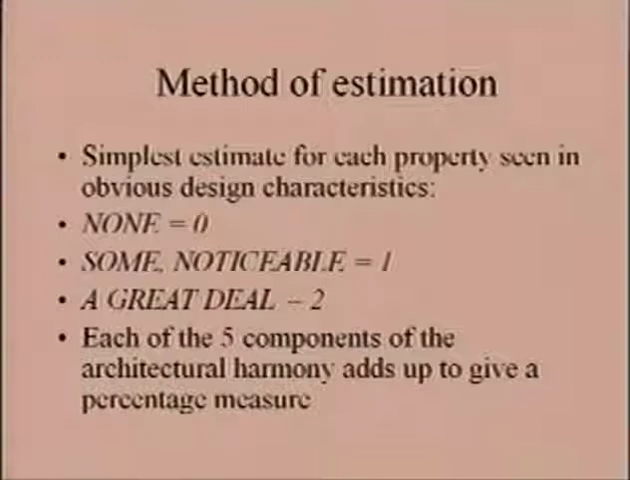 Method of estimation
• Simplest estimate for each property seen in
obvious design characteristics:
• NONE = 0
• SOME, NOTICEABLE = 1
• A GREAT DEAL = 2
• Each of the 5 components of the
architectural harmony adds up to give a
percentage measure